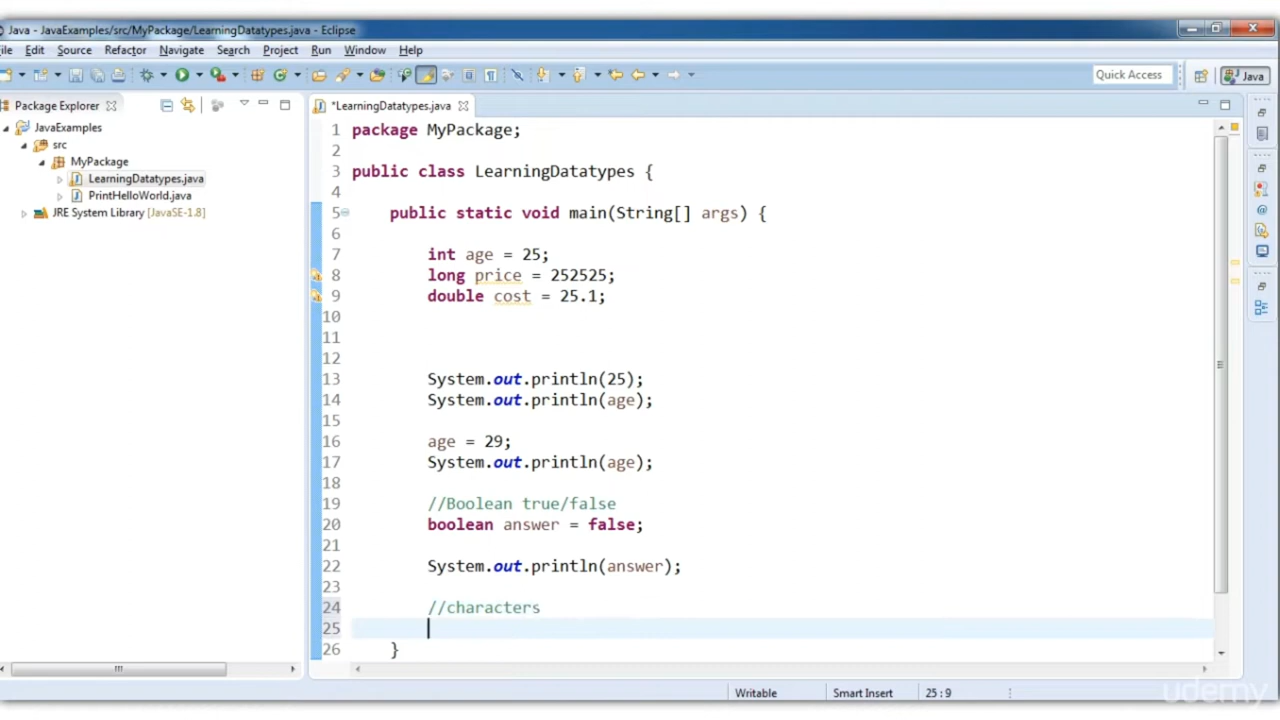 Java - JavaExamples/src/MyPackage/LearningDatatypes.java - Eclipse
ile Edit Source Refactor Navigate Search Project Run Window Help
Quick Access Java
Package Explorer
JavaExamples
src
MyPackage
LearningDatatypes.java
PrintHelloWorld.java
JRE System Library [JavaSE-1.8]
*LearningDatatypes.java
1 package MyPackage;
2
3 public class LearningDatatypes {
4
5 public static void main(String[] args) {
6
7 int age = 25;
8 long price = 252525;
9 double cost = 25.1;
10
11
12
13 System.out.println(25);
14 System.out.println(age);
15
16 age = 29;
17 System.out.println(age);
18
19 //Boolean true/false
20 boolean answer = false;
21
22 System.out.println(answer);
23
24 //characters
25
26 }
Writable Smart Insert 25 : 9
udemy